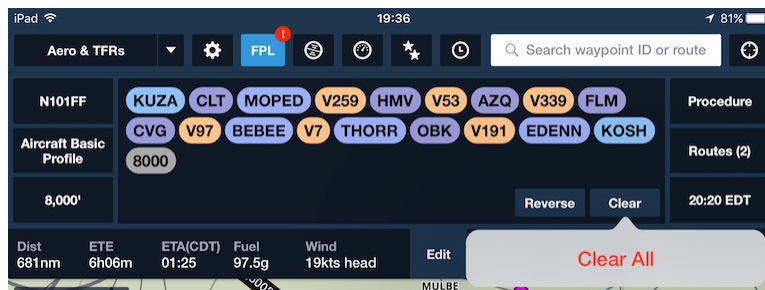 iPad 19:36 81%
Aero & TFRs FPL ! Search waypoint ID or route
N101FF KUZA CLT MOPED V259 HMV V53 AZQ V339 FLM Procedure
Aircraft Basic Profile CVG V97 BEBEE V7 THORR OBK V191 EDENN KOSH Routes (2)
8000
8,000' Reverse Clear 20:20 EDT
Dist ETE ETA(CDT) Fuel Wind
681nm 6h06m 01:25 97.5g 19kts head Edit
Clear All
MULBE